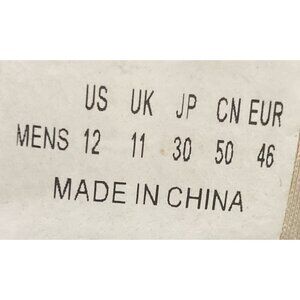 US UK JP CN EUR
MENS 12 11 30 50 46
MADE IN CHINA